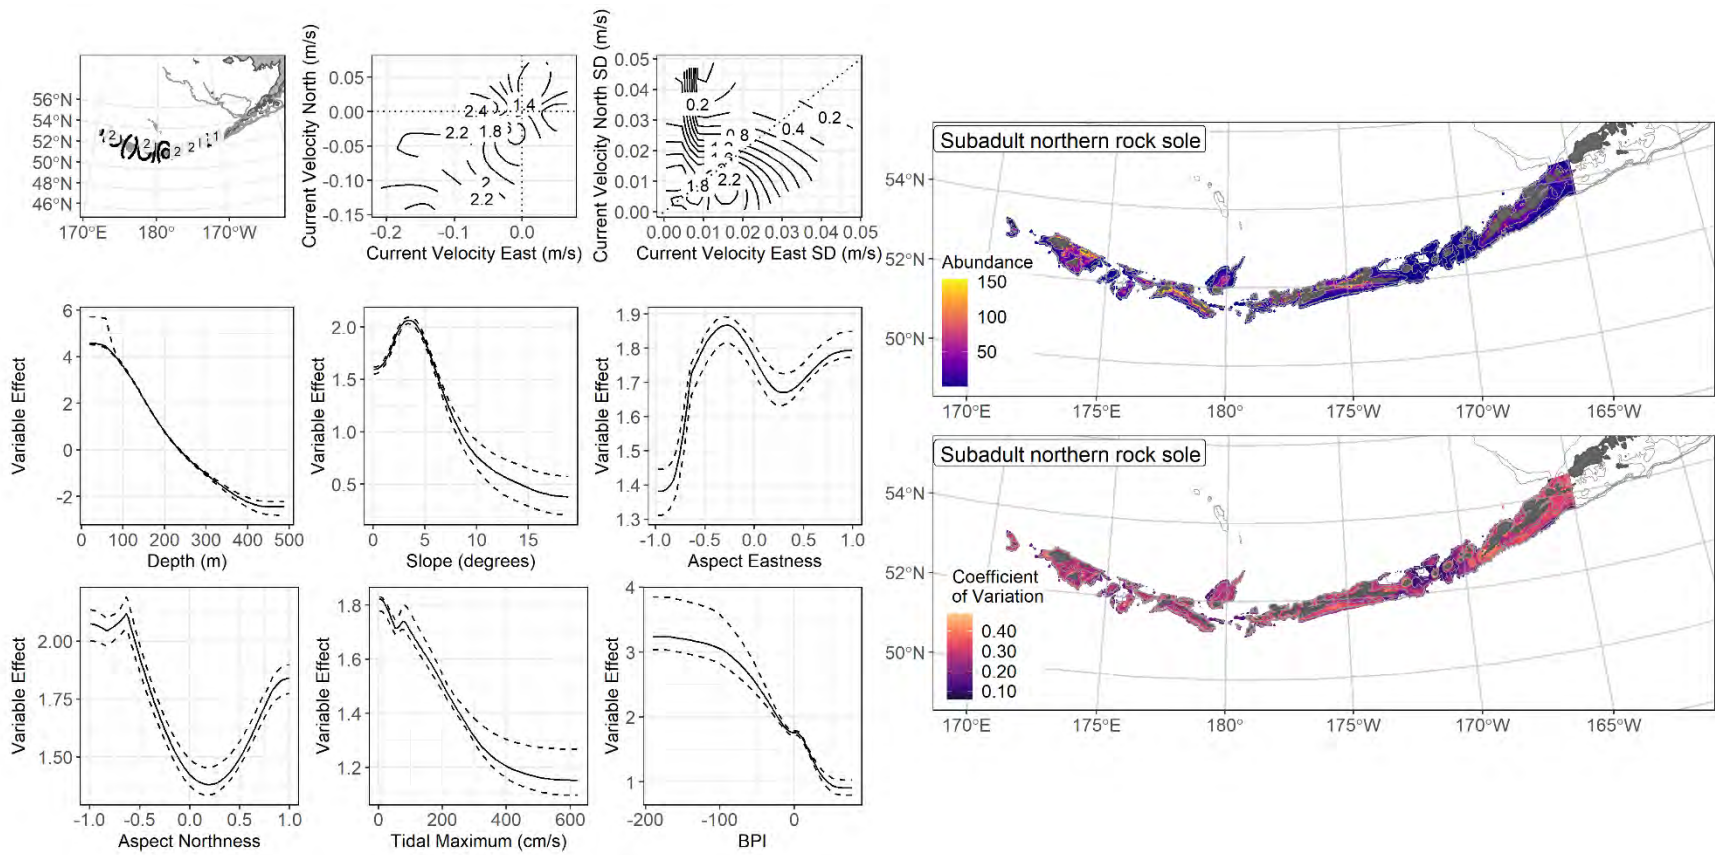 56°N
54°N
52°N
50°N
48°N
46°N
2
2
2
2
1
1
170°E
180°
170°W
Current Velocity North (m/s)
0.05
0.00
-0.05
-0.10
-0.15
2.4
1.4
2.2
1.8
2
2.2
-0.2
-0.1
0.0
Current Velocity East (m/s)
Current Velocity North SD (m/s)
0.05
0.04
0.03
0.02
0.01
0.00
0.2
0.2
0.4
0.8
1.8
2.2
0.00
0.01
0.02
0.03
0.04
0.05
Current Velocity East SD (m/s)
Variable Effect
6
4
2
0
-2
0
100
200
300
400
500
Depth (m)
Variable Effect
2.0
1.5
1.0
0.5
0
5
10
15
Slope (degrees)
Variable Effect
1.9
1.8
1.7
1.6
1.5
1.4
1.3
-1.0
-0.5
0.0
0.5
1.0
Aspect Eastness
Variable Effect
2.00
1.75
1.50
-1.0
-0.5
0.0
0.5
1.0
Aspect Northness
Variable Effect
1.8
1.6
1.4
1.2
0
200
400
600
Tidal Maximum (cm/s)
Variable Effect
4
3
2
1
-200
-100
0
BPI
Subadult northern rock sole
54°N
52°N
50°N
Abundance
150
100
50
170°E
175°E
180°
175°W
170°W
165°W
Subadult northern rock sole
54°N
52°N
50°N
Coefficient
of Variation
0.40
0.30
0.20
0.10
170°E
175°E
180°
175°W
170°W
165°W